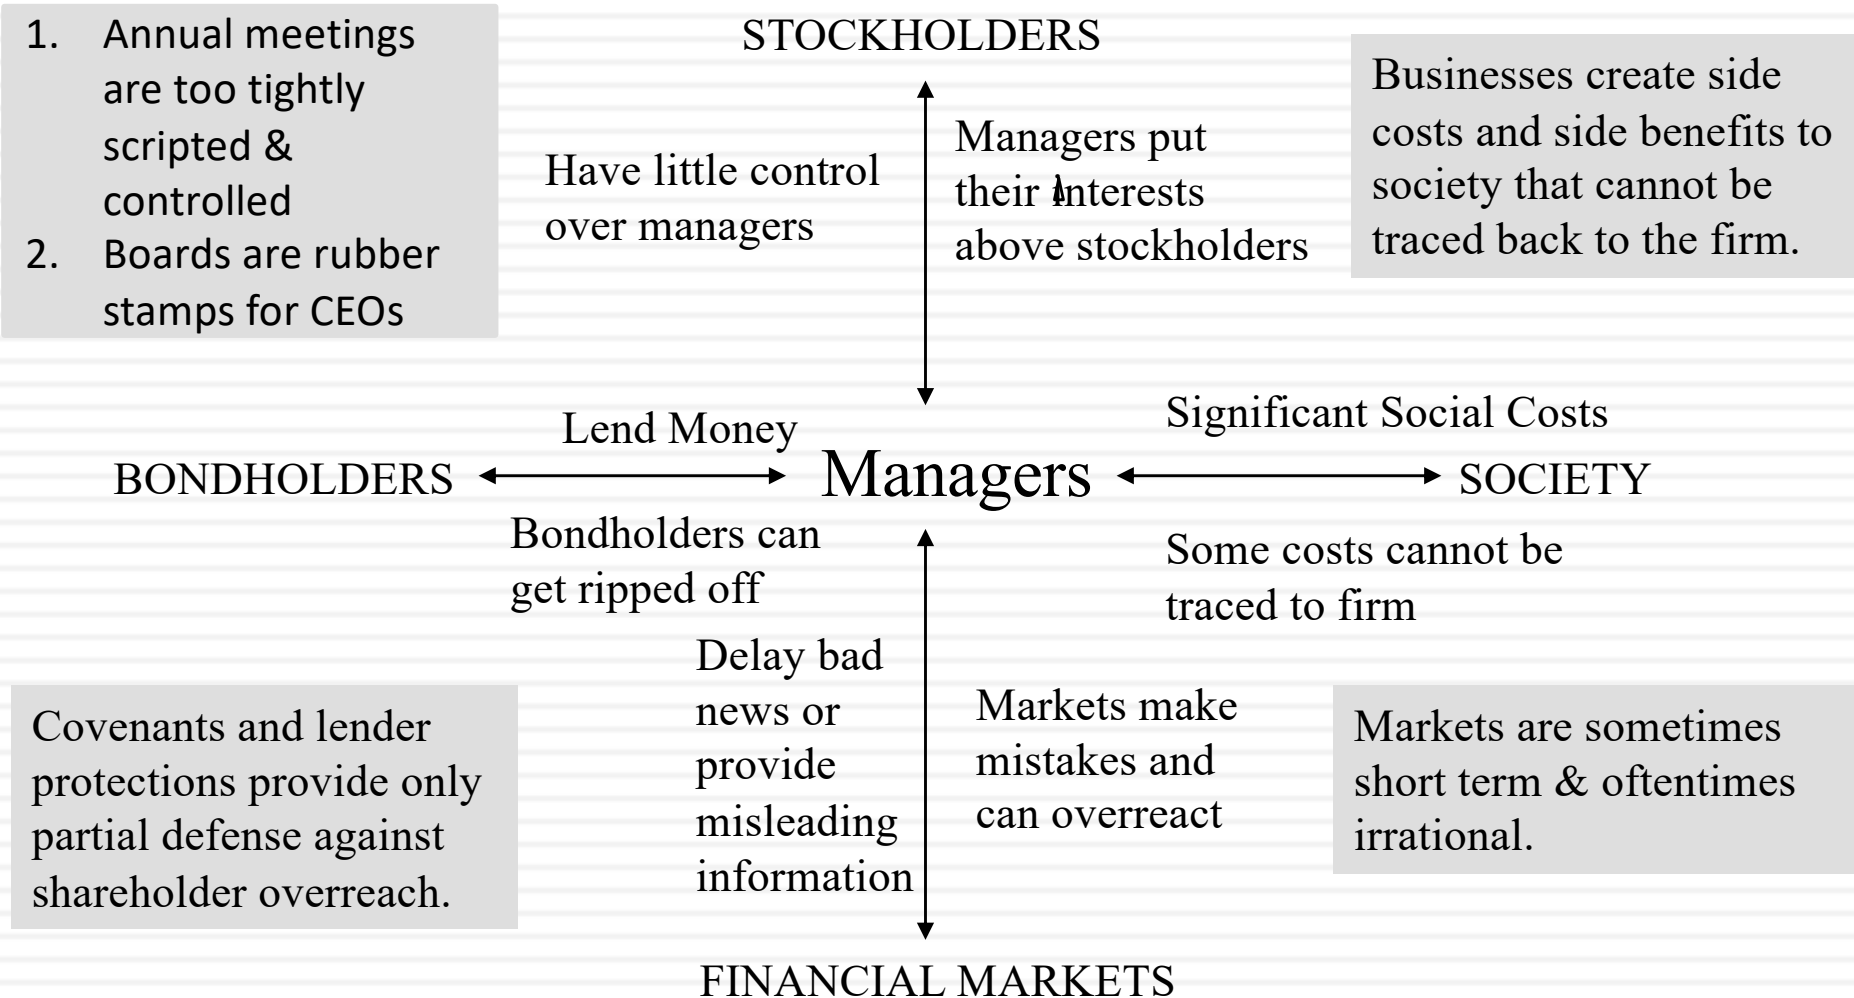 1. Annual meetings
are too tightly
scripted &
controlled
2. Boards are rubber
stamps for CEOs
STOCKHOLDERS
Have little control
over managers
Managers put
their interests
above stockholders
Businesses create side
costs and side benefits to
society that cannot be
traced back to the firm.
Lend Money
BONDHOLDERS
Bondholders can
get ripped off
Managers
Significant Social Costs
SOCIETY
Some costs cannot be
traced to firm
Covenants and lender
protections provide only
partial defense against
shareholder overreach.
Delay bad
news or
provide
misleading
information
Markets make
mistakes and
can overreact
Markets are sometimes
short term & oftentimes
irrational.
FINANCIAL MARKETS